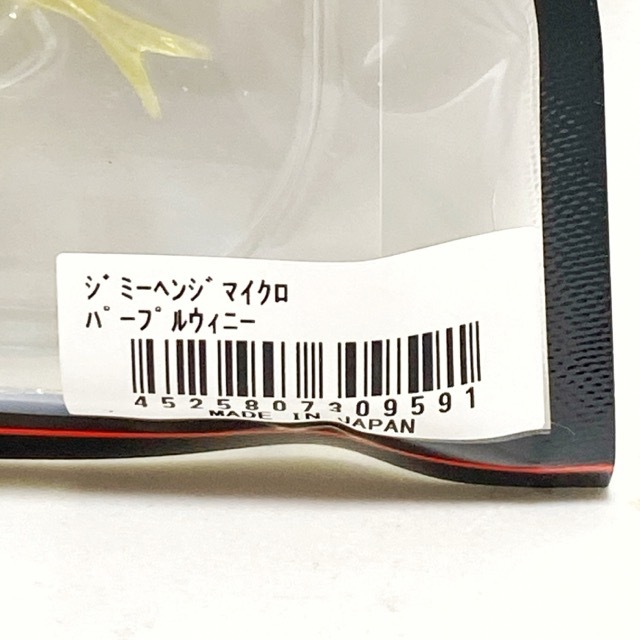 ｼﾞﾐｰﾍﾝｼﾞﾏｲｸﾛ
ﾊﾟｰﾌﾟﾙｳｨﾆｰ
4525807309591
MADE IN JAPAN